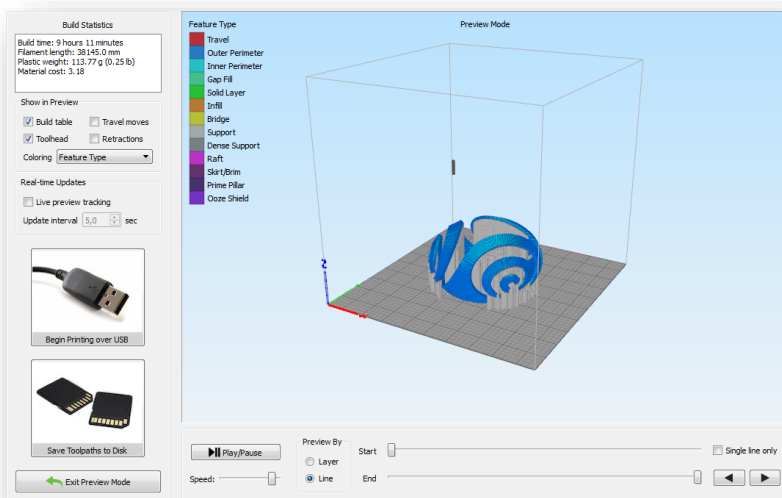 Build Statistics
Build time: 9 hours 11 minutes
Filament length: 38145.0 mm
Plastic weight: 113.77 g (0.25 lb)
Material cost: 3.18
Show in Preview
Build table
Travel moves
Toolhead
Retractions
Coloring
Feature Type
Real-time Updates
Live preview tracking
Update interval 5,0 sec
Begin Printing over USB
Save Toolpaths to Disk
Exit Preview Mode
Feature Type
Travel
Outer Perimeter
Inner Perimeter
Gap Fill
Solid Layer
Infill
Bridge
Support
Dense Support
Raft
Skirt/Brim
Prime Pillar
Ooze Shield
Preview Mode
Play/Pause
Speed:
Preview By
Layer
Line
Start
End
Single line only